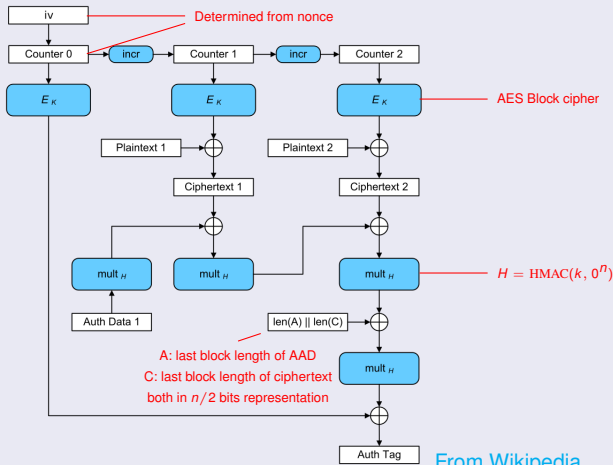 iv
Determined from nonce
Counter 0
incr
Counter 1
incr
Counter 2
E K
E K
E K
AES Block cipher
Plaintext 1
Plaintext 2
Ciphertext 1
Ciphertext 2
mult H
mult H
mult H
H = HMAC(k, 0ⁿ)
Auth Data 1
len(A) || len(C)
A: last block length of AAD
C: last block length of ciphertext
both in n/2 bits representation
mult H
Auth Tag
From Wikipedia